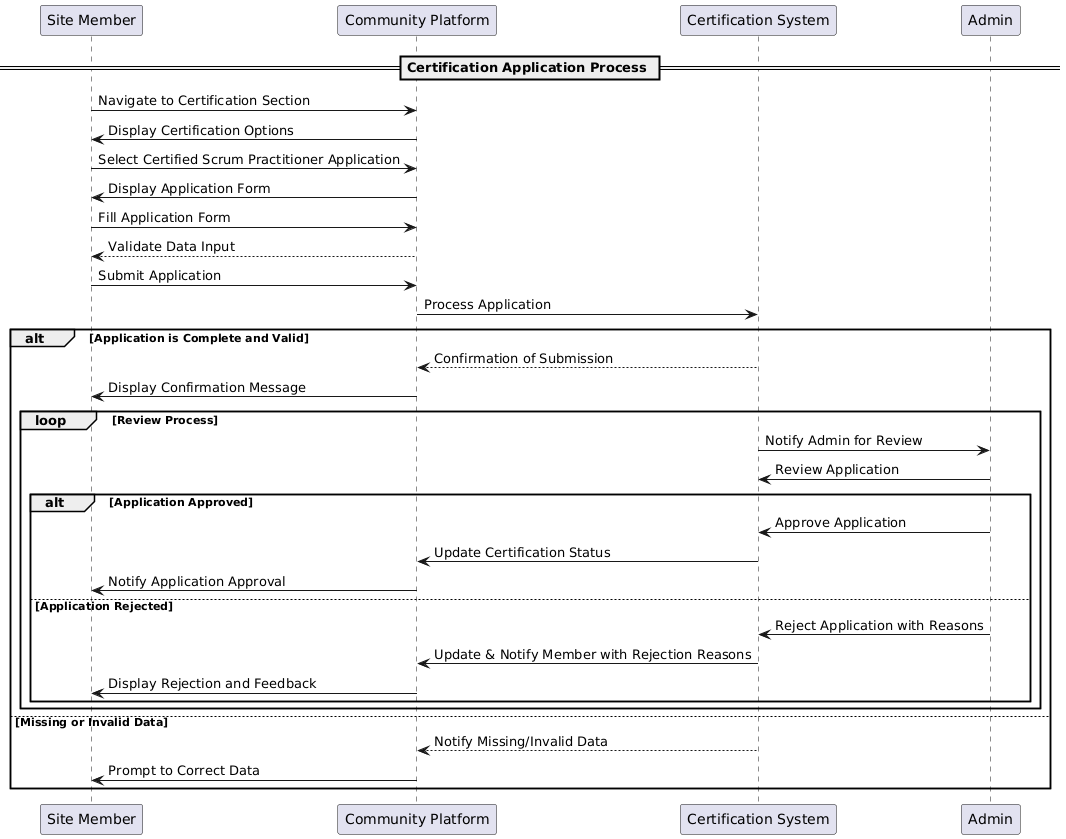 Site Member
Community Platform
Certification System
Admin
Certification Application Process
Navigate to Certification Section
Display Certification Options
Select Certified Scrum Practitioner Application
Display Application Form
Fill Application Form
Validate Data Input
Submit Application
Process Application
alt
[Application is Complete and Valid]
Confirmation of Submission
Display Confirmation Message
loop
[Review Process]
Notify Admin for Review
Review Application
alt
[Application Approved]
Approve Application
Update Certification Status
Notify Application Approval
[Application Rejected]
Reject Application with Reasons
Update & Notify Member with Rejection Reasons
Display Rejection and Feedback
[Missing or Invalid Data]
Notify Missing/Invalid Data
Prompt to Correct Data
Site Member
Community Platform
Certification System
Admin